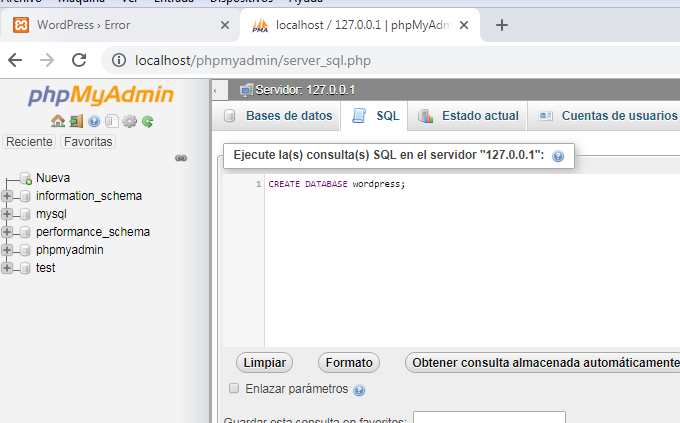 Archivo Máquina Ver Entrada Dispositivos Ayuda
WordPress › Error
localhost / 127.0.0.1 | phpMyAdm
localhost/phpmyadmin/server_sql.php
phpMyAdmin
Servidor: 127.0.0.1
Bases de datos SQL Estado actual Cuentas de usuarios
Reciente Favoritas
Ejecute la(s) consulta(s) SQL en el servidor "127.0.0.1":
1 CREATE DATABASE wordpress;
Nueva
information_schema
mysql
performance_schema
phpmyadmin
test
Limpiar Formato Obtener consulta almacenada automáticamente
Enlazar parámetros
Guardar esta consulta en favoritos: